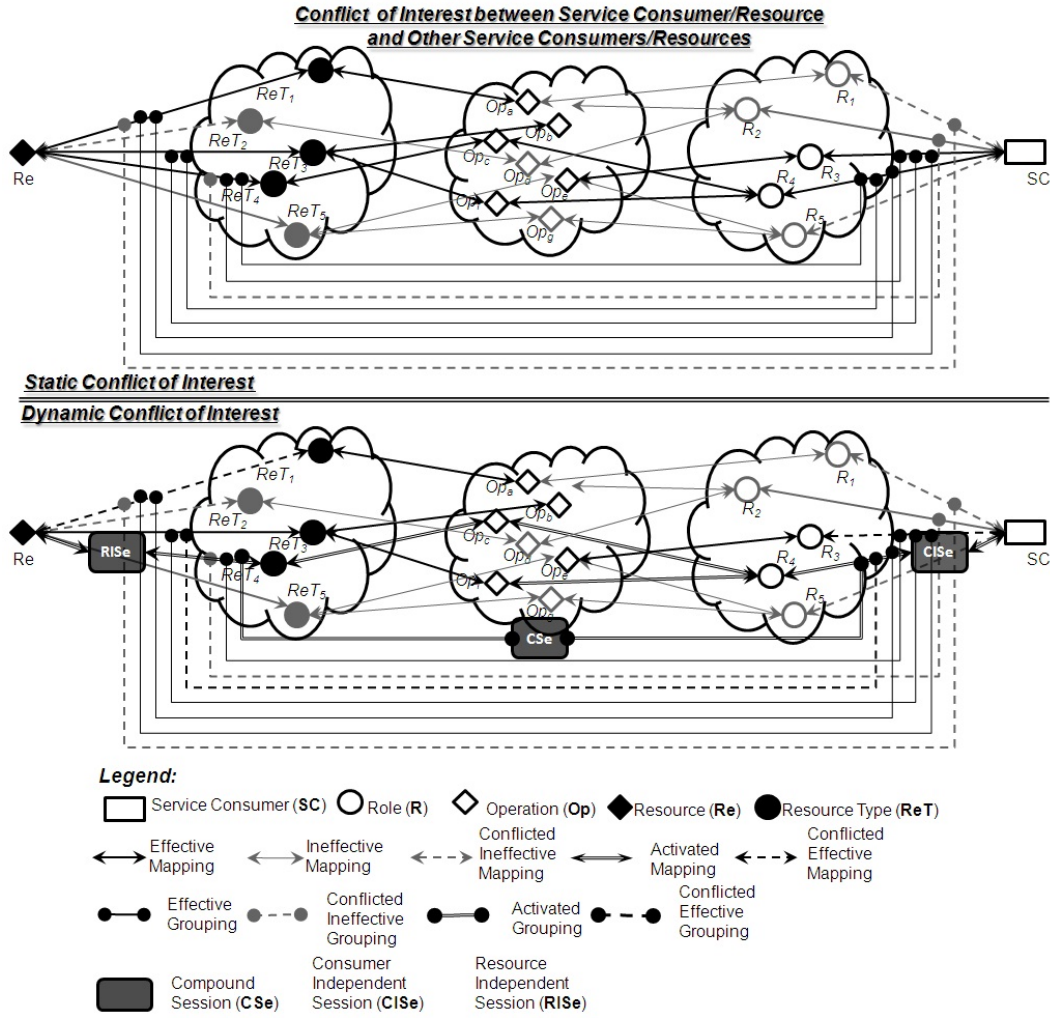 Conflict of Interest between Service Consumer/Resource
and Other Service Consumers/Resources
ReT1
ReT2
ReT3
ReT4
ReT5
Re
Opa
Opb
Opc
Opd
Ope
Opf
Opg
R1
R2
R3
R4
R5
SC
Static Conflict of Interest
Dynamic Conflict of Interest
ReT1
ReT2
ReT3
ReT4
ReT5
Re
RISe
Opa
Opb
Opc
Opd
Ope
CSe
R1
R2
R3
R4
R5
CISe
SC
Legend:
Service Consumer (SC) Role (R) Operation (Op) Resource (Re) Resource Type (ReT)
Effective Mapping
Ineffective Mapping
Conflicted Ineffective Mapping
Activated Mapping
Conflicted Effective Mapping
Effective Grouping
Conflicted Ineffective Grouping
Activated Grouping
Conflicted Effective Grouping
Compound Session (CSe)
Consumer Independent Session (CISe)
Resource Independent Session (RISe)